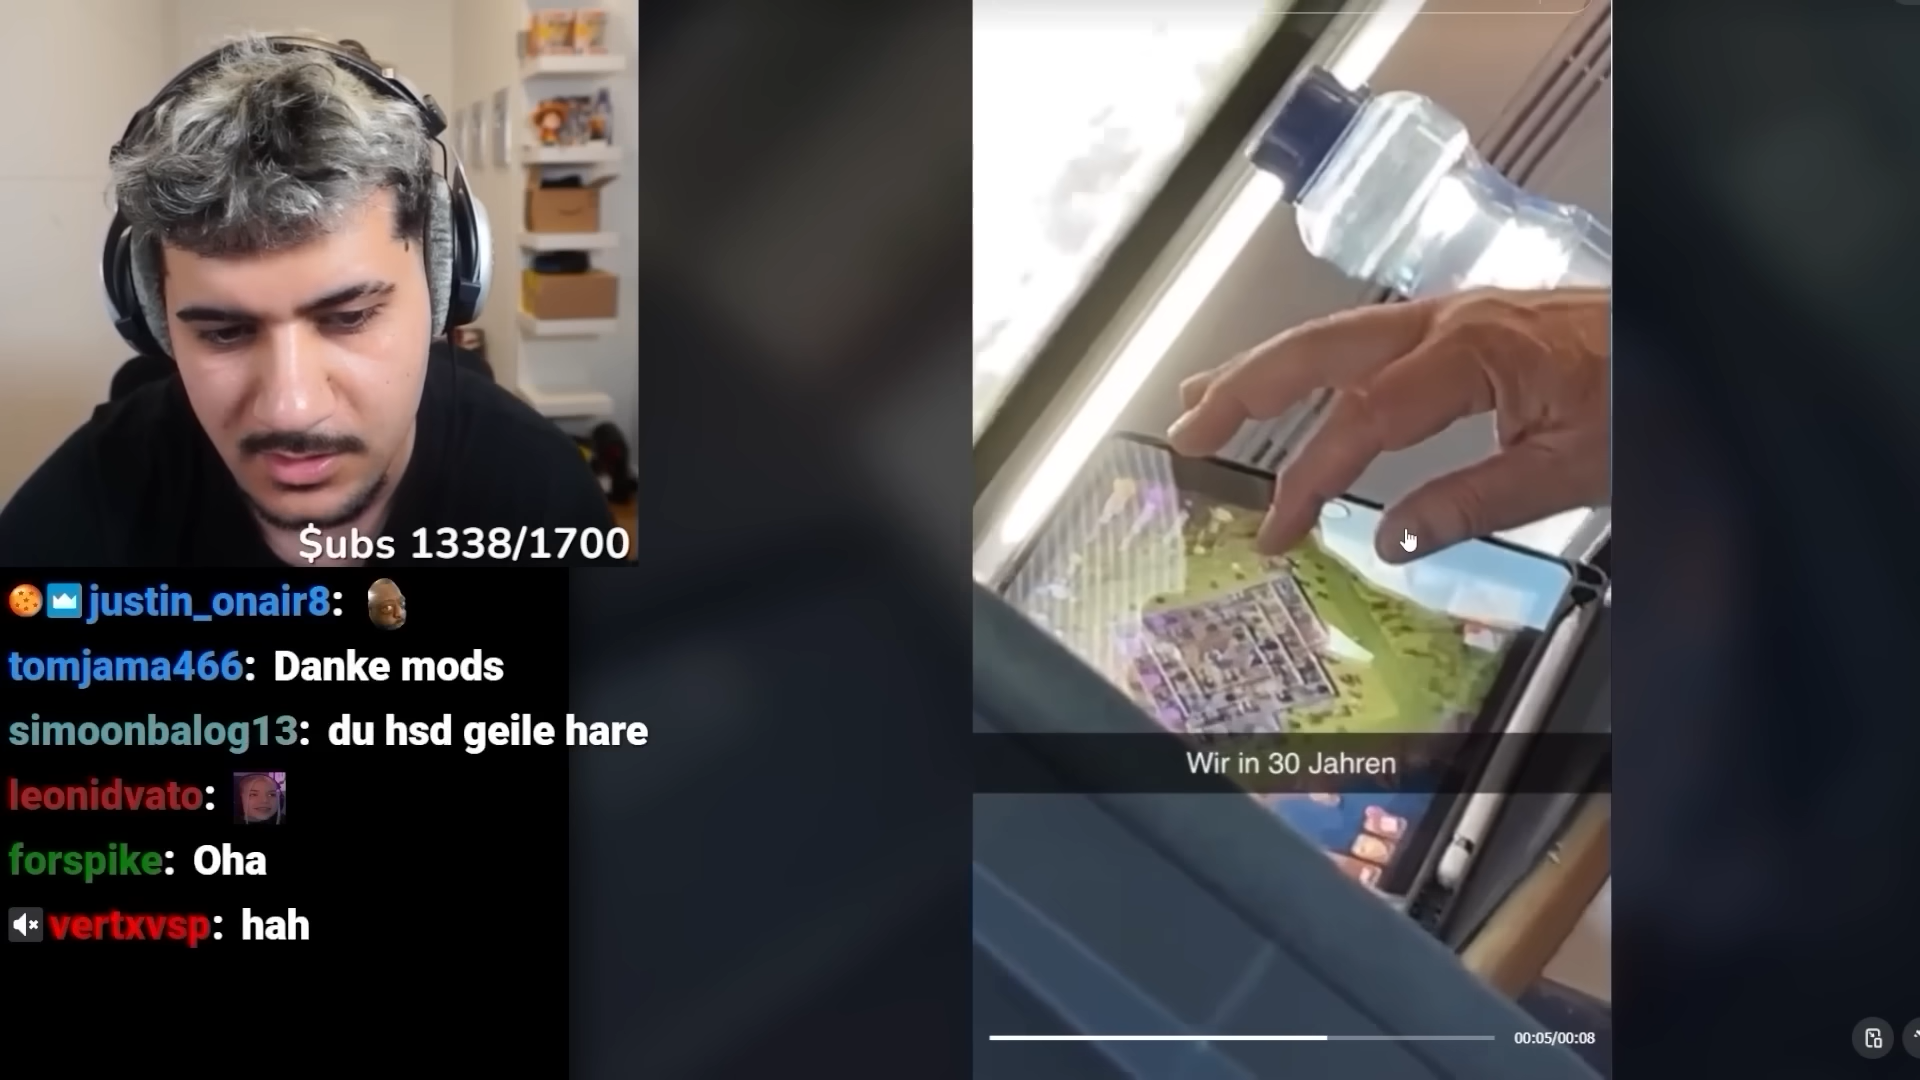 $ubs 1338/1700
justin_onair8:
tomjama466: Danke mods
simoonbalog13: du hsd geile hare
leonidvato:
forspike: Oha
vertxvsp: hah
Wir in 30 Jahren
00:05/00:08